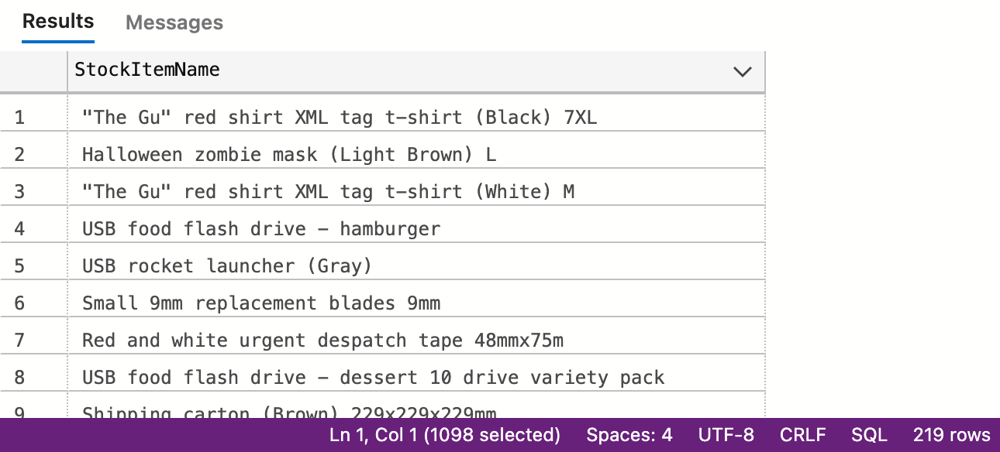 Results Messages
StockItemName
1 "The Gu" red shirt XML tag t-shirt (Black) 7XL
2 Halloween zombie mask (Light Brown) L
3 "The Gu" red shirt XML tag t-shirt (White) M
4 USB food flash drive - hamburger
5 USB rocket launcher (Gray)
6 Small 9mm replacement blades 9mm
7 Red and white urgent despatch tape 48mmx75m
8 USB food flash drive - dessert 10 drive variety pack
9 Shipping carton (Brown) 229x229x229mm
Ln 1, Col 1 (1098 selected) Spaces: 4 UTF-8 CRLF SQL 219 rows